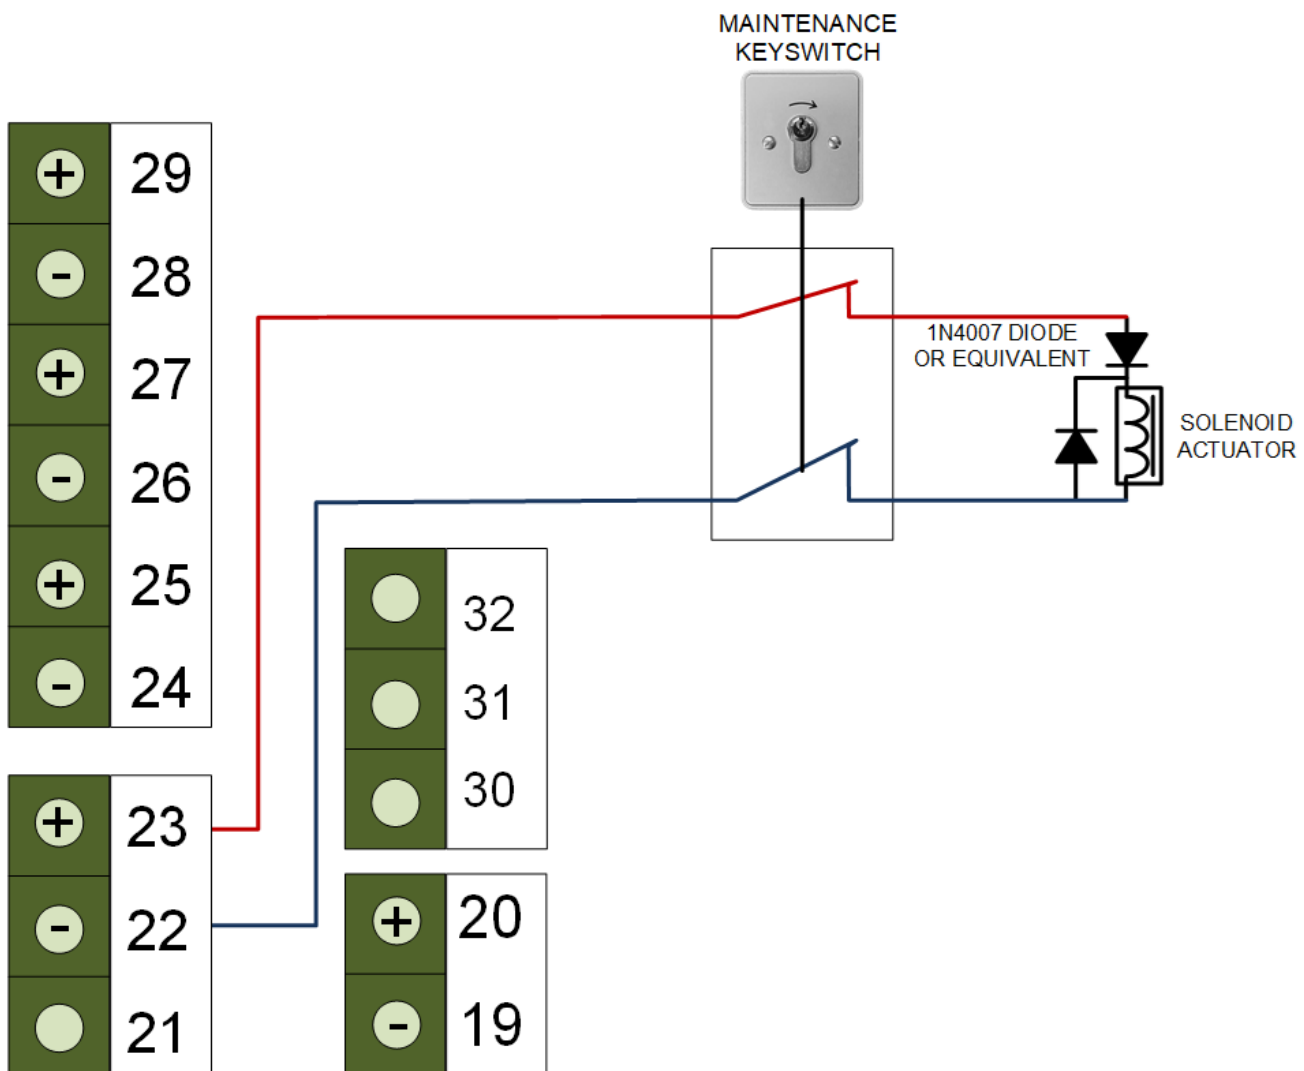 MAINTENANCE
KEYSWITCH
+ 29
- 28
+ 27
- 26
+ 25
- 24
1N4007 DIODE
OR EQUIVALENT
SOLENOID
ACTUATOR
32
31
30
+ 23
- 22
21
+ 20
- 19